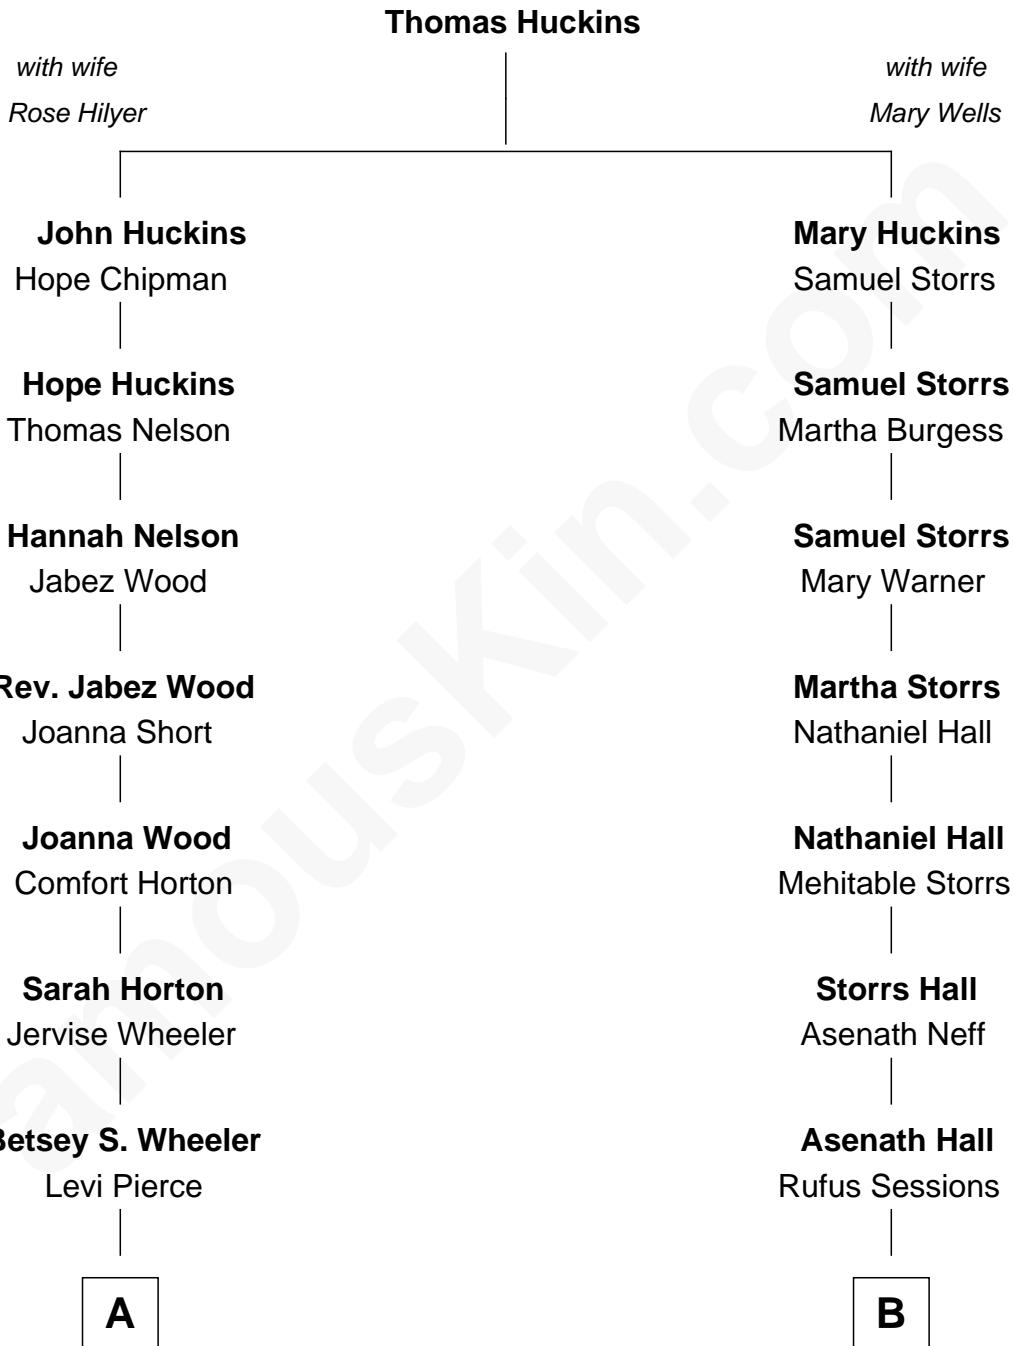 Thomas Huckins
with wife
Rose Hilyer
with wife
Mary Wells
John Huckins
Hope Chipman
Mary Huckins
Samuel Storrs
Hope Huckins
Thomas Nelson
Samuel Storrs
Martha Burgess
Hannah Nelson
Jabez Wood
Samuel Storrs
Mary Warner
Rev. Jabez Wood
Joanna Short
Martha Storrs
Nathaniel Hall
Joanna Wood
Comfort Horton
Nathaniel Hall
Mehitable Storrs
Sarah Horton
Jervise Wheeler
Storrs Hall
Asenath Neff
Betsey S. Wheeler
Levi Pierce
Asenath Hall
Rufus Sessions
A
B
amouskin.com